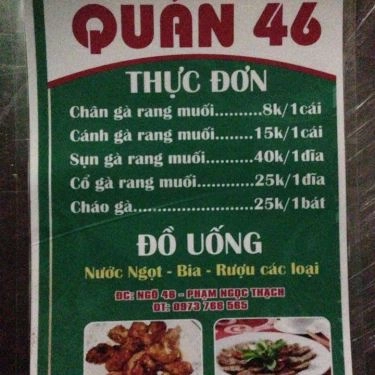 QUÁN 46
THỰC ĐƠN
Chân gà rang muối..........8k/1cái
Cánh gà rang muối.........15k/1cái
Sụn gà rang muối...........40k/1đĩa
Cổ gà rang muối.............25k/1đĩa
Cháo gà..........................25k/1bát
ĐỒ UỐNG
Nước Ngọt - Bia - Rượu các loại
ĐC: NGÕ 46 - PHẠM NGỌC THẠCH
ĐT: 0973 766 565